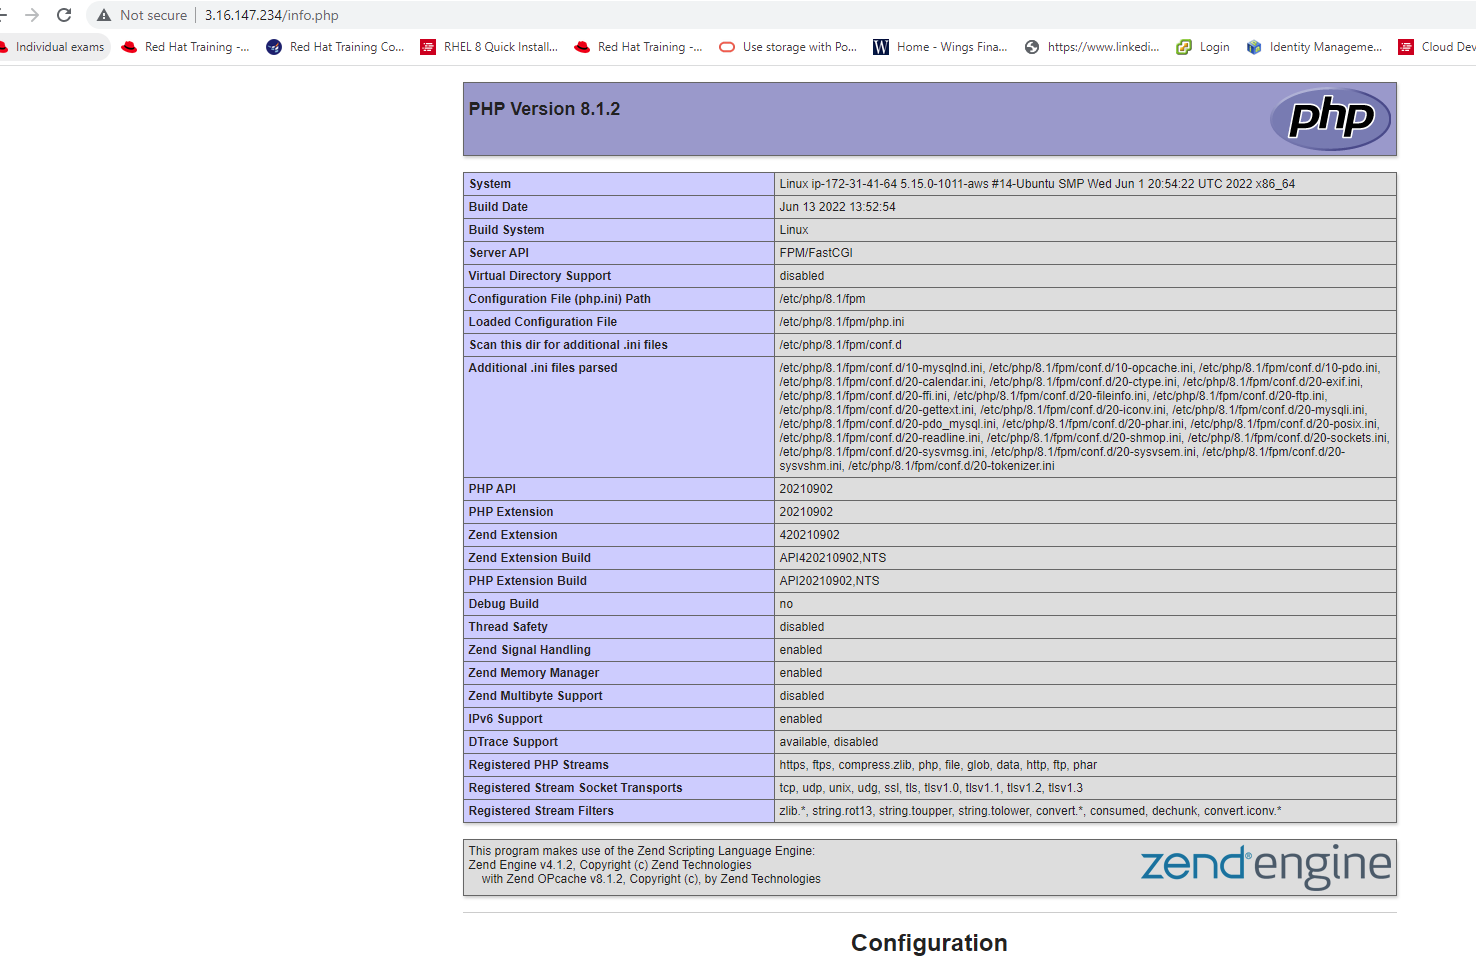 Not secure | 3.16.147.234/info.php
Individual exams Red Hat Training -... Red Hat Training Co... RHEL 8 Quick Install... Red Hat Training -... Use storage with Po... W Home - Wings Fina... https://www.linkedi... Login Identity Manageme... Cloud Dev
PHP Version 8.1.2 php
System Linux ip-172-31-41-64 5.15.0-1011-aws #14-Ubuntu SMP Wed Jun 1 20:54:22 UTC 2022 x86_64
Build Date Jun 13 2022 13:52:54
Build System Linux
Server API FPM/FastCGI
Virtual Directory Support disabled
Configuration File (php.ini) Path /etc/php/8.1/fpm
Loaded Configuration File /etc/php/8.1/fpm/php.ini
Scan this dir for additional .ini files /etc/php/8.1/fpm/conf.d
Additional .ini files parsed /etc/php/8.1/fpm/conf.d/10-mysqlnd.ini, /etc/php/8.1/fpm/conf.d/10-opcache.ini, /etc/php/8.1/fpm/conf.d/10-pdo.ini,
/etc/php/8.1/fpm/conf.d/20-calendar.ini, /etc/php/8.1/fpm/conf.d/20-ctype.ini, /etc/php/8.1/fpm/conf.d/20-exif.ini,
/etc/php/8.1/fpm/conf.d/20-ffi.ini, /etc/php/8.1/fpm/conf.d/20-fileinfo.ini, /etc/php/8.1/fpm/conf.d/20-ftp.ini,
/etc/php/8.1/fpm/conf.d/20-gettext.ini, /etc/php/8.1/fpm/conf.d/20-iconv.ini, /etc/php/8.1/fpm/conf.d/20-mysqli.ini,
/etc/php/8.1/fpm/conf.d/20-pdo_mysql.ini, /etc/php/8.1/fpm/conf.d/20-phar.ini, /etc/php/8.1/fpm/conf.d/20-posix.ini,
/etc/php/8.1/fpm/conf.d/20-readline.ini, /etc/php/8.1/fpm/conf.d/20-shmop.ini, /etc/php/8.1/fpm/conf.d/20-sockets.ini,
/etc/php/8.1/fpm/conf.d/20-sysvmsg.ini, /etc/php/8.1/fpm/conf.d/20-sysvsem.ini, /etc/php/8.1/fpm/conf.d/20-
sysvshm.ini, /etc/php/8.1/fpm/conf.d/20-tokenizer.ini
PHP API 20210902
PHP Extension 20210902
Zend Extension 420210902
Zend Extension Build API420210902,NTS
PHP Extension Build API20210902,NTS
Debug Build no
Thread Safety disabled
Zend Signal Handling enabled
Zend Memory Manager enabled
Zend Multibyte Support disabled
IPv6 Support enabled
DTrace Support available, disabled
Registered PHP Streams https, ftps, compress.zlib, php, file, glob, data, http, ftp, phar
Registered Stream Socket Transports tcp, udp, unix, udg, ssl, tls, tlsv1.0, tlsv1.1, tlsv1.2, tlsv1.3
Registered Stream Filters zlib.*, string.rot13, string.toupper, string.tolower, convert.*, consumed, dechunk, convert.iconv.*
This program makes use of the Zend Scripting Language Engine:
Zend Engine v4.1.2, Copyright (c) Zend Technologies
with Zend OPcache v8.1.2, Copyright (c), by Zend Technologies
zend® engine
Configuration